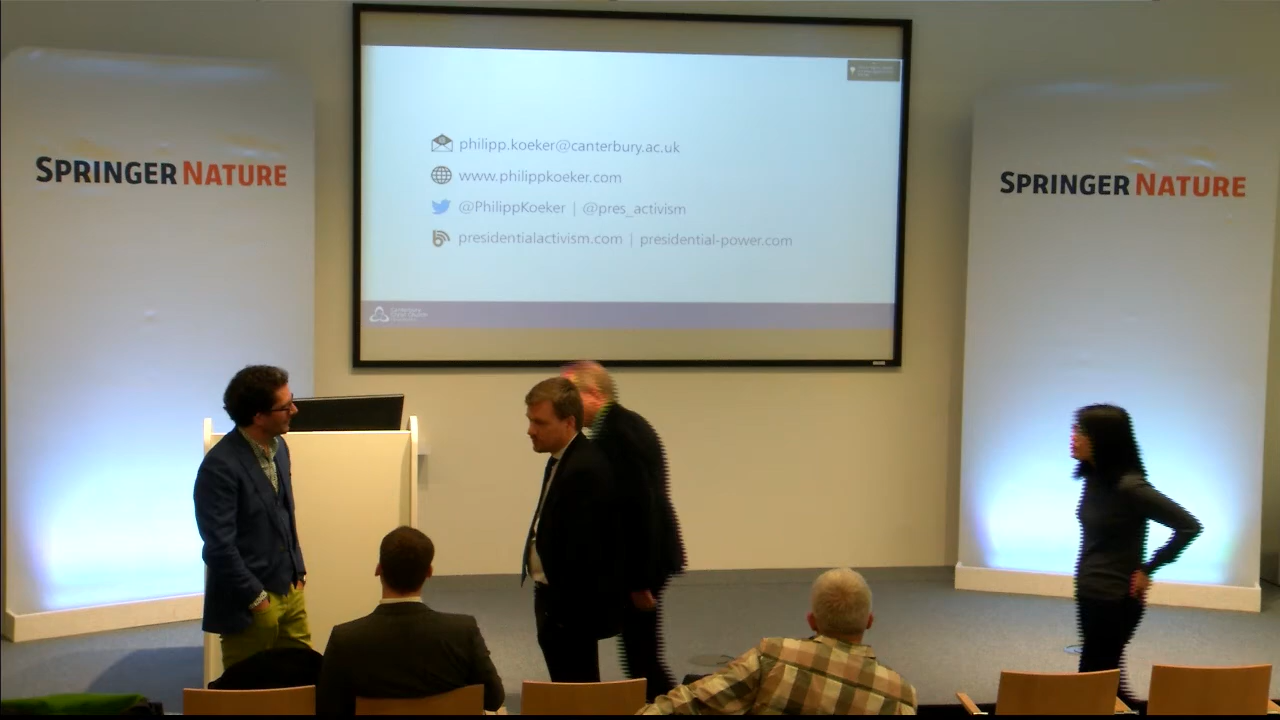 SPRINGER NATURE
philipp.koeker@canterbury.ac.uk
www.philippkoeker.com
@PhilippKoeker | @pres_activism
presidentialactivism.com | presidential-power.com
SPRINGER NATURE